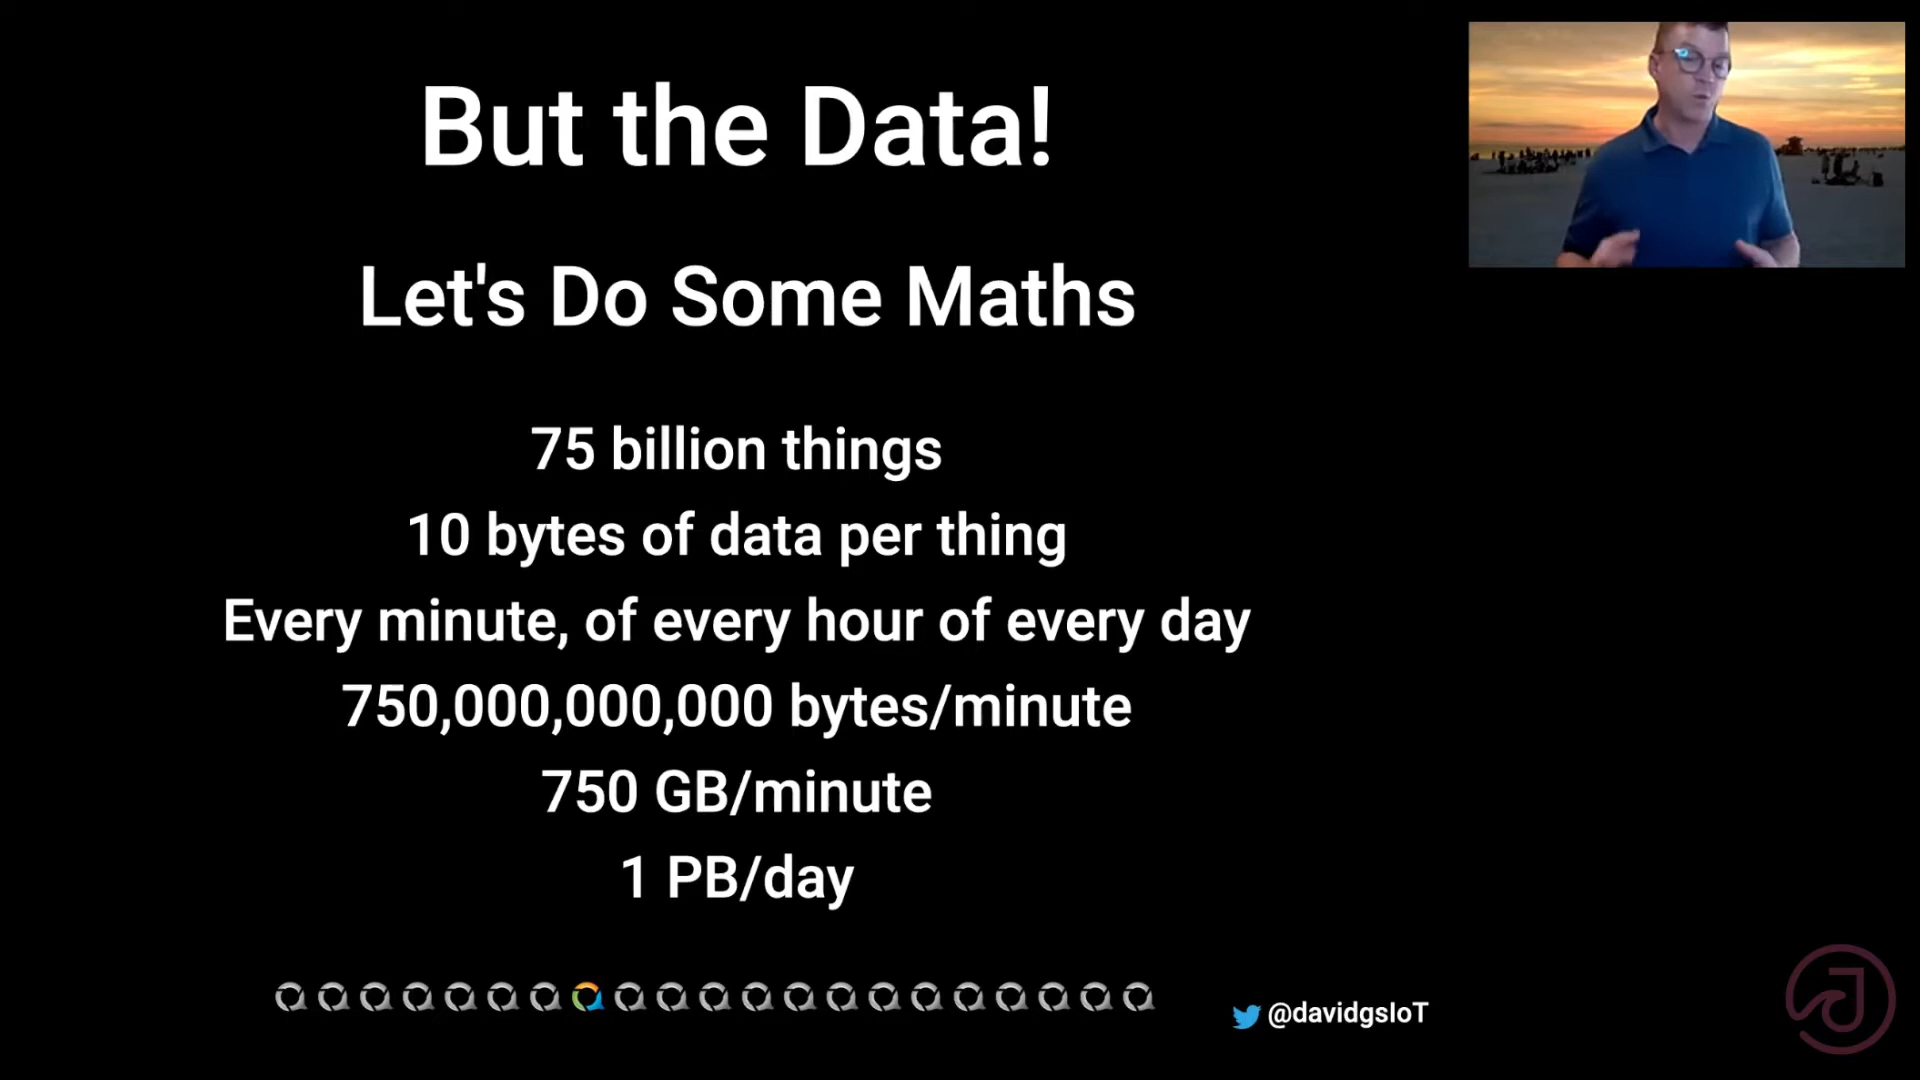 But the Data!
Let's Do Some Maths
75 billion things
10 bytes of data per thing
Every minute, of every hour of every day
750,000,000,000 bytes/minute
750 GB/minute
1 PB/day
@davidgsIoT